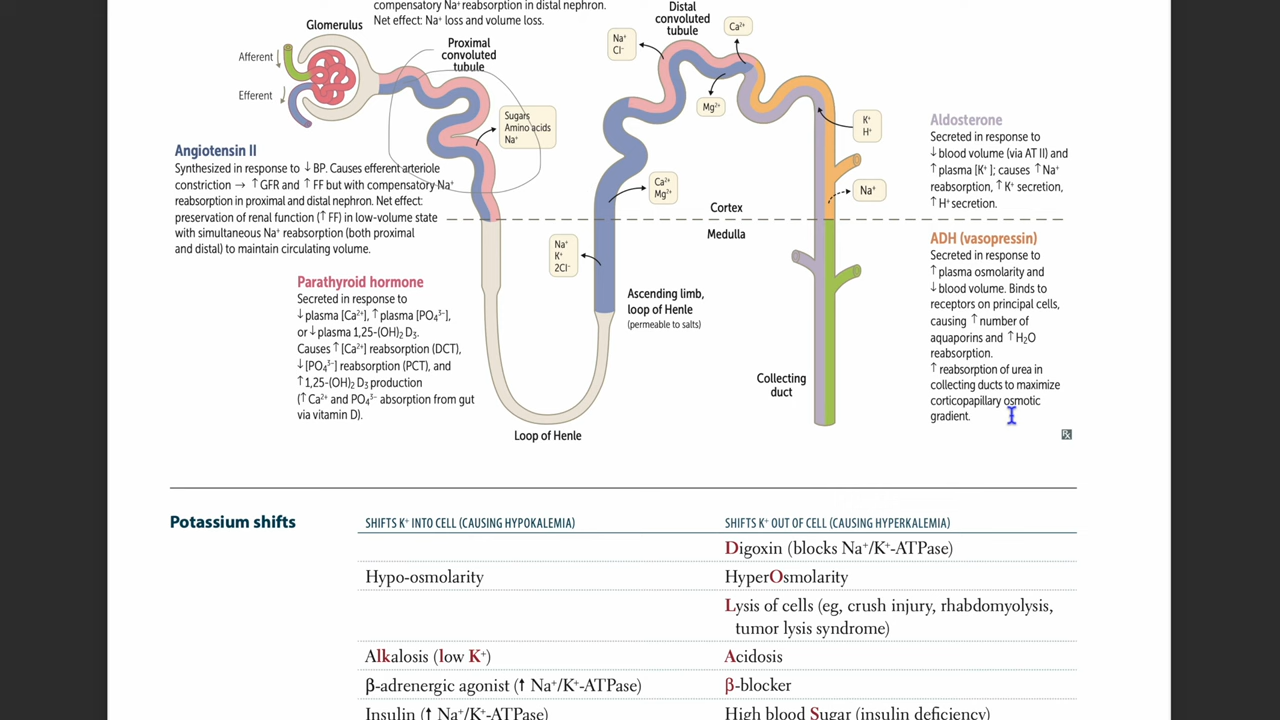 compensatory Na⁺ reabsorption in distal nephron.
Net effect: Na⁺ loss and volume loss.
Glomerulus
Afferent
Efferent
Proximal
convoluted
tubule
Sugars
Amino acids
Na⁺
Distal
convoluted
tubule
Na⁺
Cl⁻
Ca²⁺
Mg²⁺
K⁺
H⁺
Na⁺
Ca²⁺
Mg²⁺
Na⁺
K⁺
2Cl⁻
Cortex
Medulla
Angiotensin II
Synthesized in response to ↓ BP. Causes efferent arteriole
constriction → ↑ GFR and ↑ FF but with compensatory Na⁺
reabsorption in proximal and distal nephron. Net effect:
preservation of renal function (↑ FF) in low-volume state
with simultaneous Na⁺ reabsorption (both proximal
and distal) to maintain circulating volume.
Parathyroid hormone
Secreted in response to
↓ plasma [Ca²⁺], ↑ plasma [PO₄³⁻],
or ↓ plasma 1,25-(OH)₂ D₃.
Causes ↑ [Ca²⁺] reabsorption (DCT),
↓ [PO₄³⁻] reabsorption (PCT), and
↑ 1,25-(OH)₂ D₃ production
(↑ Ca²⁺ and PO₄³⁻ absorption from gut
via vitamin D).
Ascending limb,
loop of Henle
(permeable to salts)
Loop of Henle
Collecting
duct
Aldosterone
Secreted in response to
↓ blood volume (via AT II) and
↑ plasma [K⁺]; causes ↑ Na⁺
reabsorption, ↑ K⁺ secretion,
↑ H⁺ secretion.
ADH (vasopressin)
Secreted in response to
↑ plasma osmolarity and
↓ blood volume. Binds to
receptors on principal cells,
causing ↑ number of
aquaporins and ↑ H₂O
reabsorption.
↑ reabsorption of urea in
collecting ducts to maximize
corticopapillary osmotic
gradient.
Rx
Potassium shifts
SHIFTS K⁺ INTO CELL (CAUSING HYPOKALEMIA)
SHIFTS K⁺ OUT OF CELL (CAUSING HYPERKALEMIA)
Digoxin (blocks Na⁺/K⁺-ATPase)
Hypo-osmolarity
HyperOsmolarity
Lysis of cells (eg, crush injury, rhabdomyolysis,
tumor lysis syndrome)
Alkalosis (low K⁺)
Acidosis
β-adrenergic agonist (↑ Na⁺/K⁺-ATPase)
β-blocker
Insulin (↑ Na⁺/K⁺-ATPase)
High blood Sugar (insulin deficiency)